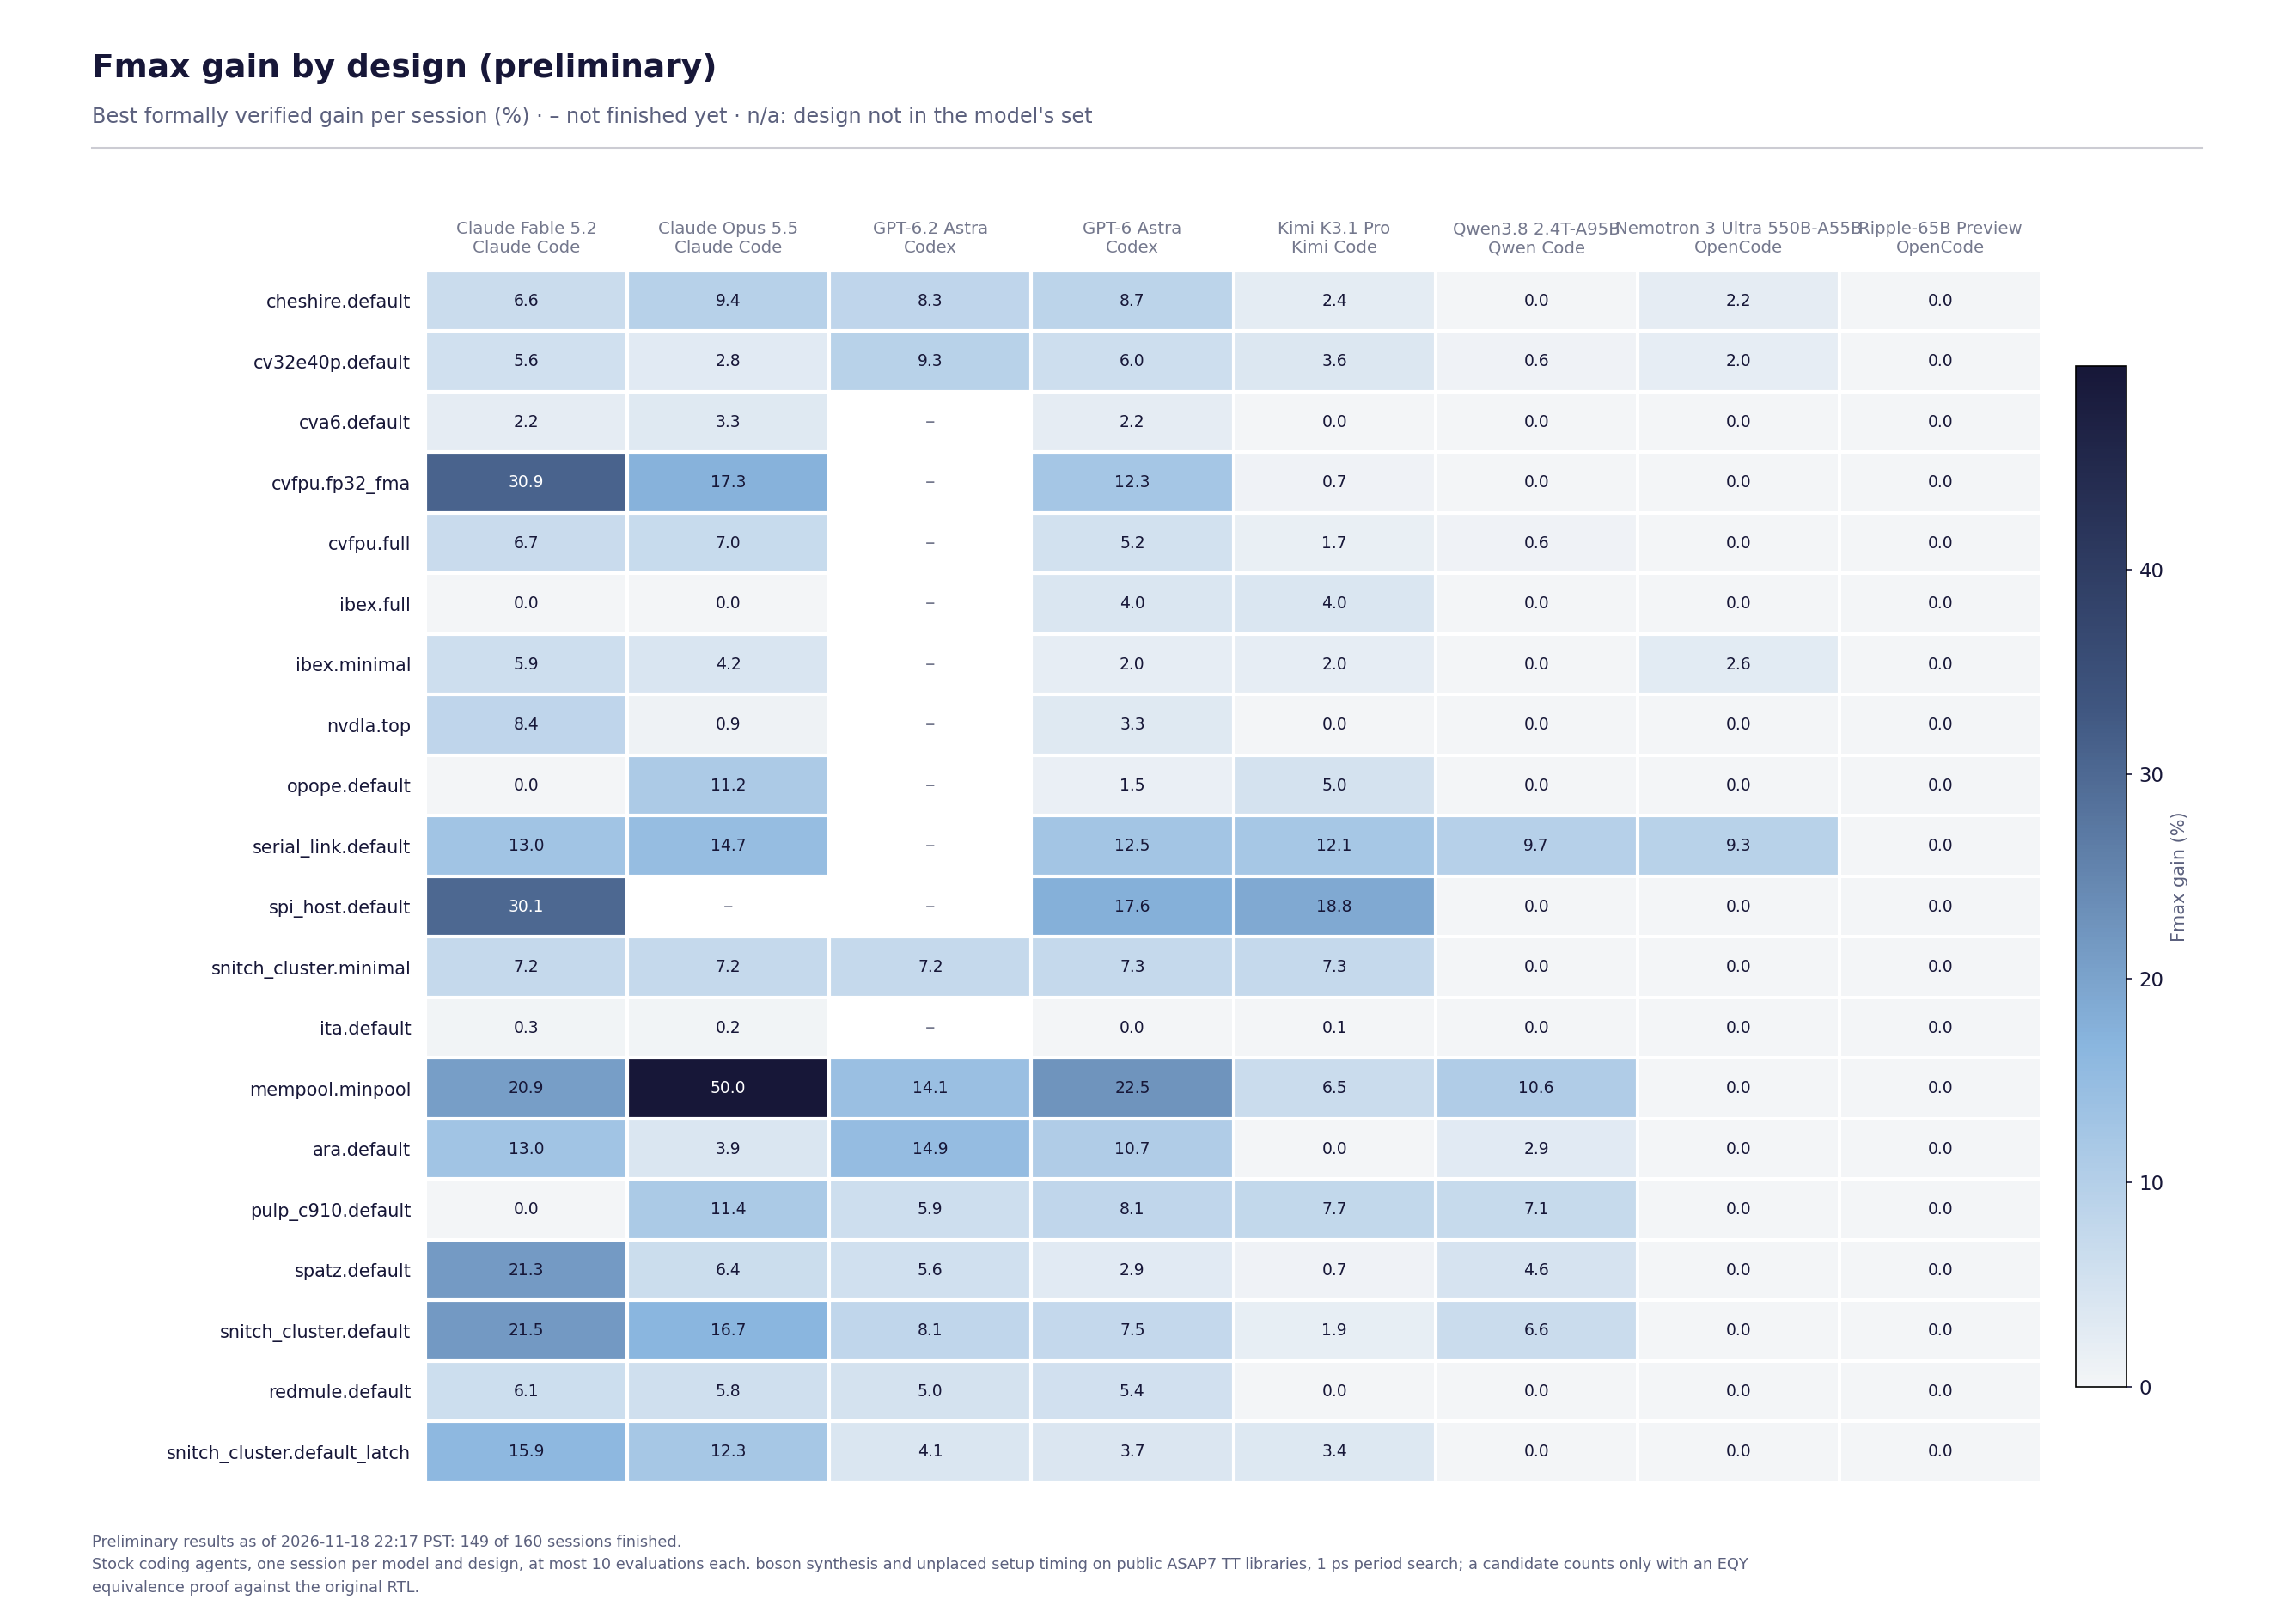 Fmax gain by design (preliminary)
Best formally verified gain per session (%) · – not finished yet · n/a: design not in the model's set
Claude Fable 5.2 Claude Opus 5.5 GPT-6.2 Astra GPT-6 Astra Kimi K3.1 Pro Qwen3.8 2.4T-A95B Nemotron 3 Ultra 550B-A55B Ripple-65B Preview
Claude Code Claude Code Codex Codex Kimi Code Qwen Code OpenCode OpenCode
cheshire.default 6.6 9.4 8.3 8.7 2.4 0.0 2.2 0.0
cv32e40p.default 5.6 2.8 9.3 6.0 3.6 0.6 2.0 0.0
cva6.default 2.2 3.3 – 2.2 0.0 0.0 0.0 0.0
cvfpu.fp32_fma 30.9 17.3 – 12.3 0.7 0.0 0.0 0.0
cvfpu.full 6.7 7.0 – 5.2 1.7 0.6 0.0 0.0
ibex.full 0.0 0.0 – 4.0 4.0 0.0 0.0 0.0
ibex.minimal 5.9 4.2 – 2.0 2.0 0.0 2.6 0.0
nvdla.top 8.4 0.9 – 3.3 0.0 0.0 0.0 0.0
opope.default 0.0 11.2 – 1.5 5.0 0.0 0.0 0.0
serial_link.default 13.0 14.7 – 12.5 12.1 9.7 9.3 0.0
spi_host.default 30.1 – – 17.6 18.8 0.0 0.0 0.0
snitch_cluster.minimal 7.2 7.2 7.2 7.3 7.3 0.0 0.0 0.0
ita.default 0.3 0.2 – 0.0 0.1 0.0 0.0 0.0
mempool.minpool 20.9 50.0 14.1 22.5 6.5 10.6 0.0 0.0
ara.default 13.0 3.9 14.9 10.7 0.0 2.9 0.0 0.0
pulp_c910.default 0.0 11.4 5.9 8.1 7.7 7.1 0.0 0.0
spatz.default 21.3 6.4 5.6 2.9 0.7 4.6 0.0 0.0
snitch_cluster.default 21.5 16.7 8.1 7.5 1.9 6.6 0.0 0.0
redmule.default 6.1 5.8 5.0 5.4 0.0 0.0 0.0 0.0
snitch_cluster.default_latch 15.9 12.3 4.1 3.7 3.4 0.0 0.0 0.0
40
30
20
10
0
Fmax gain (%)
Preliminary results as of 2026-11-18 22:17 PST: 149 of 160 sessions finished.
Stock coding agents, one session per model and design, at most 10 evaluations each. boson synthesis and unplaced setup timing on public ASAP7 TT libraries, 1 ps period search; a candidate counts only with an EQY
equivalence proof against the original RTL.